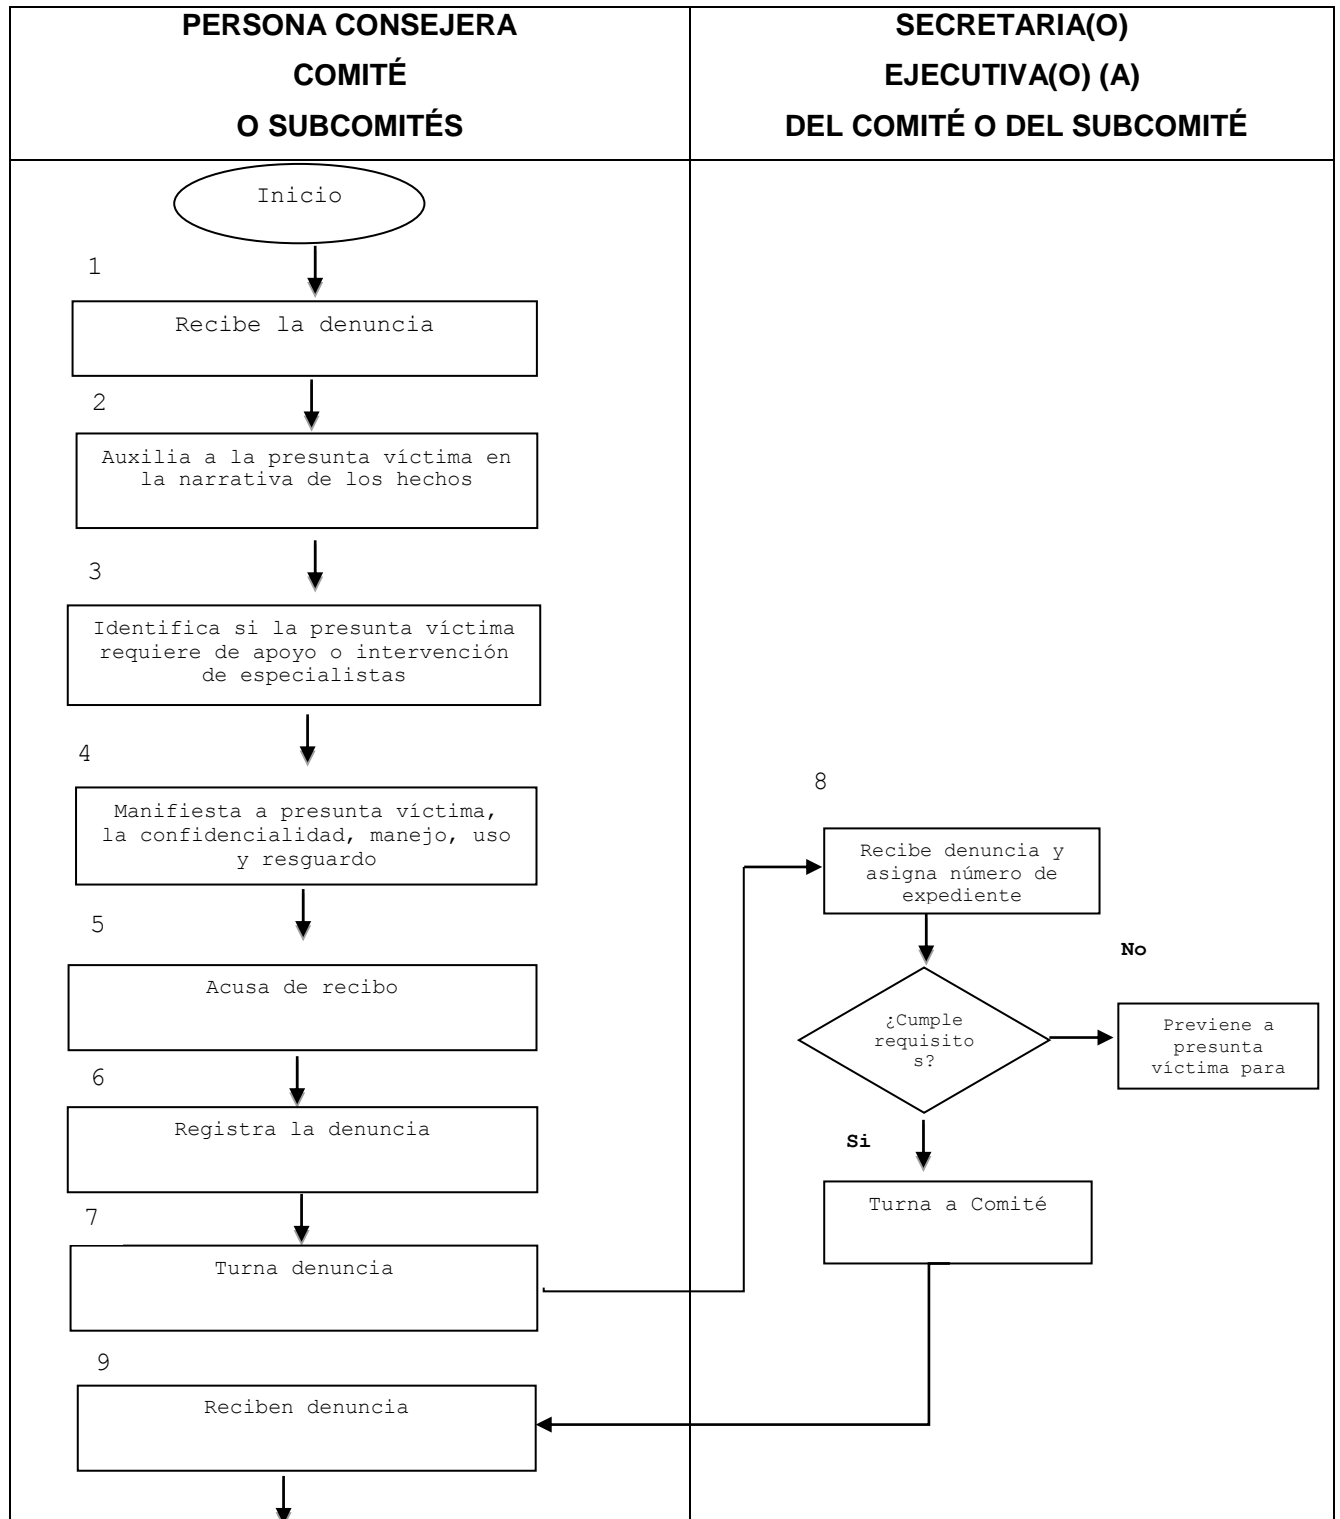 PERSONA CONSEJERA
COMITÉ
O SUBCOMITÉS
SECRETARIA(O)
EJECUTIVA(O) (A)
DEL COMITÉ O DEL SUBCOMITÉ
Inicio
1
Recibe la denuncia
2
Auxilia a la presunta víctima en
la narrativa de los hechos
3
Identifica si la presunta víctima
requiere de apoyo o intervención
de especialistas
4
Manifiesta a presunta víctima,
la confidencialidad, manejo, uso
y resguardo
5
Acusa de recibo
6
Registra la denuncia
7
Turna denuncia
8
Recibe denuncia y
asigna número de
expediente
¿Cumple
requisito
s?
No
Previene a
presunta
víctima para
Si
Turna a Comité
9
Reciben denuncia